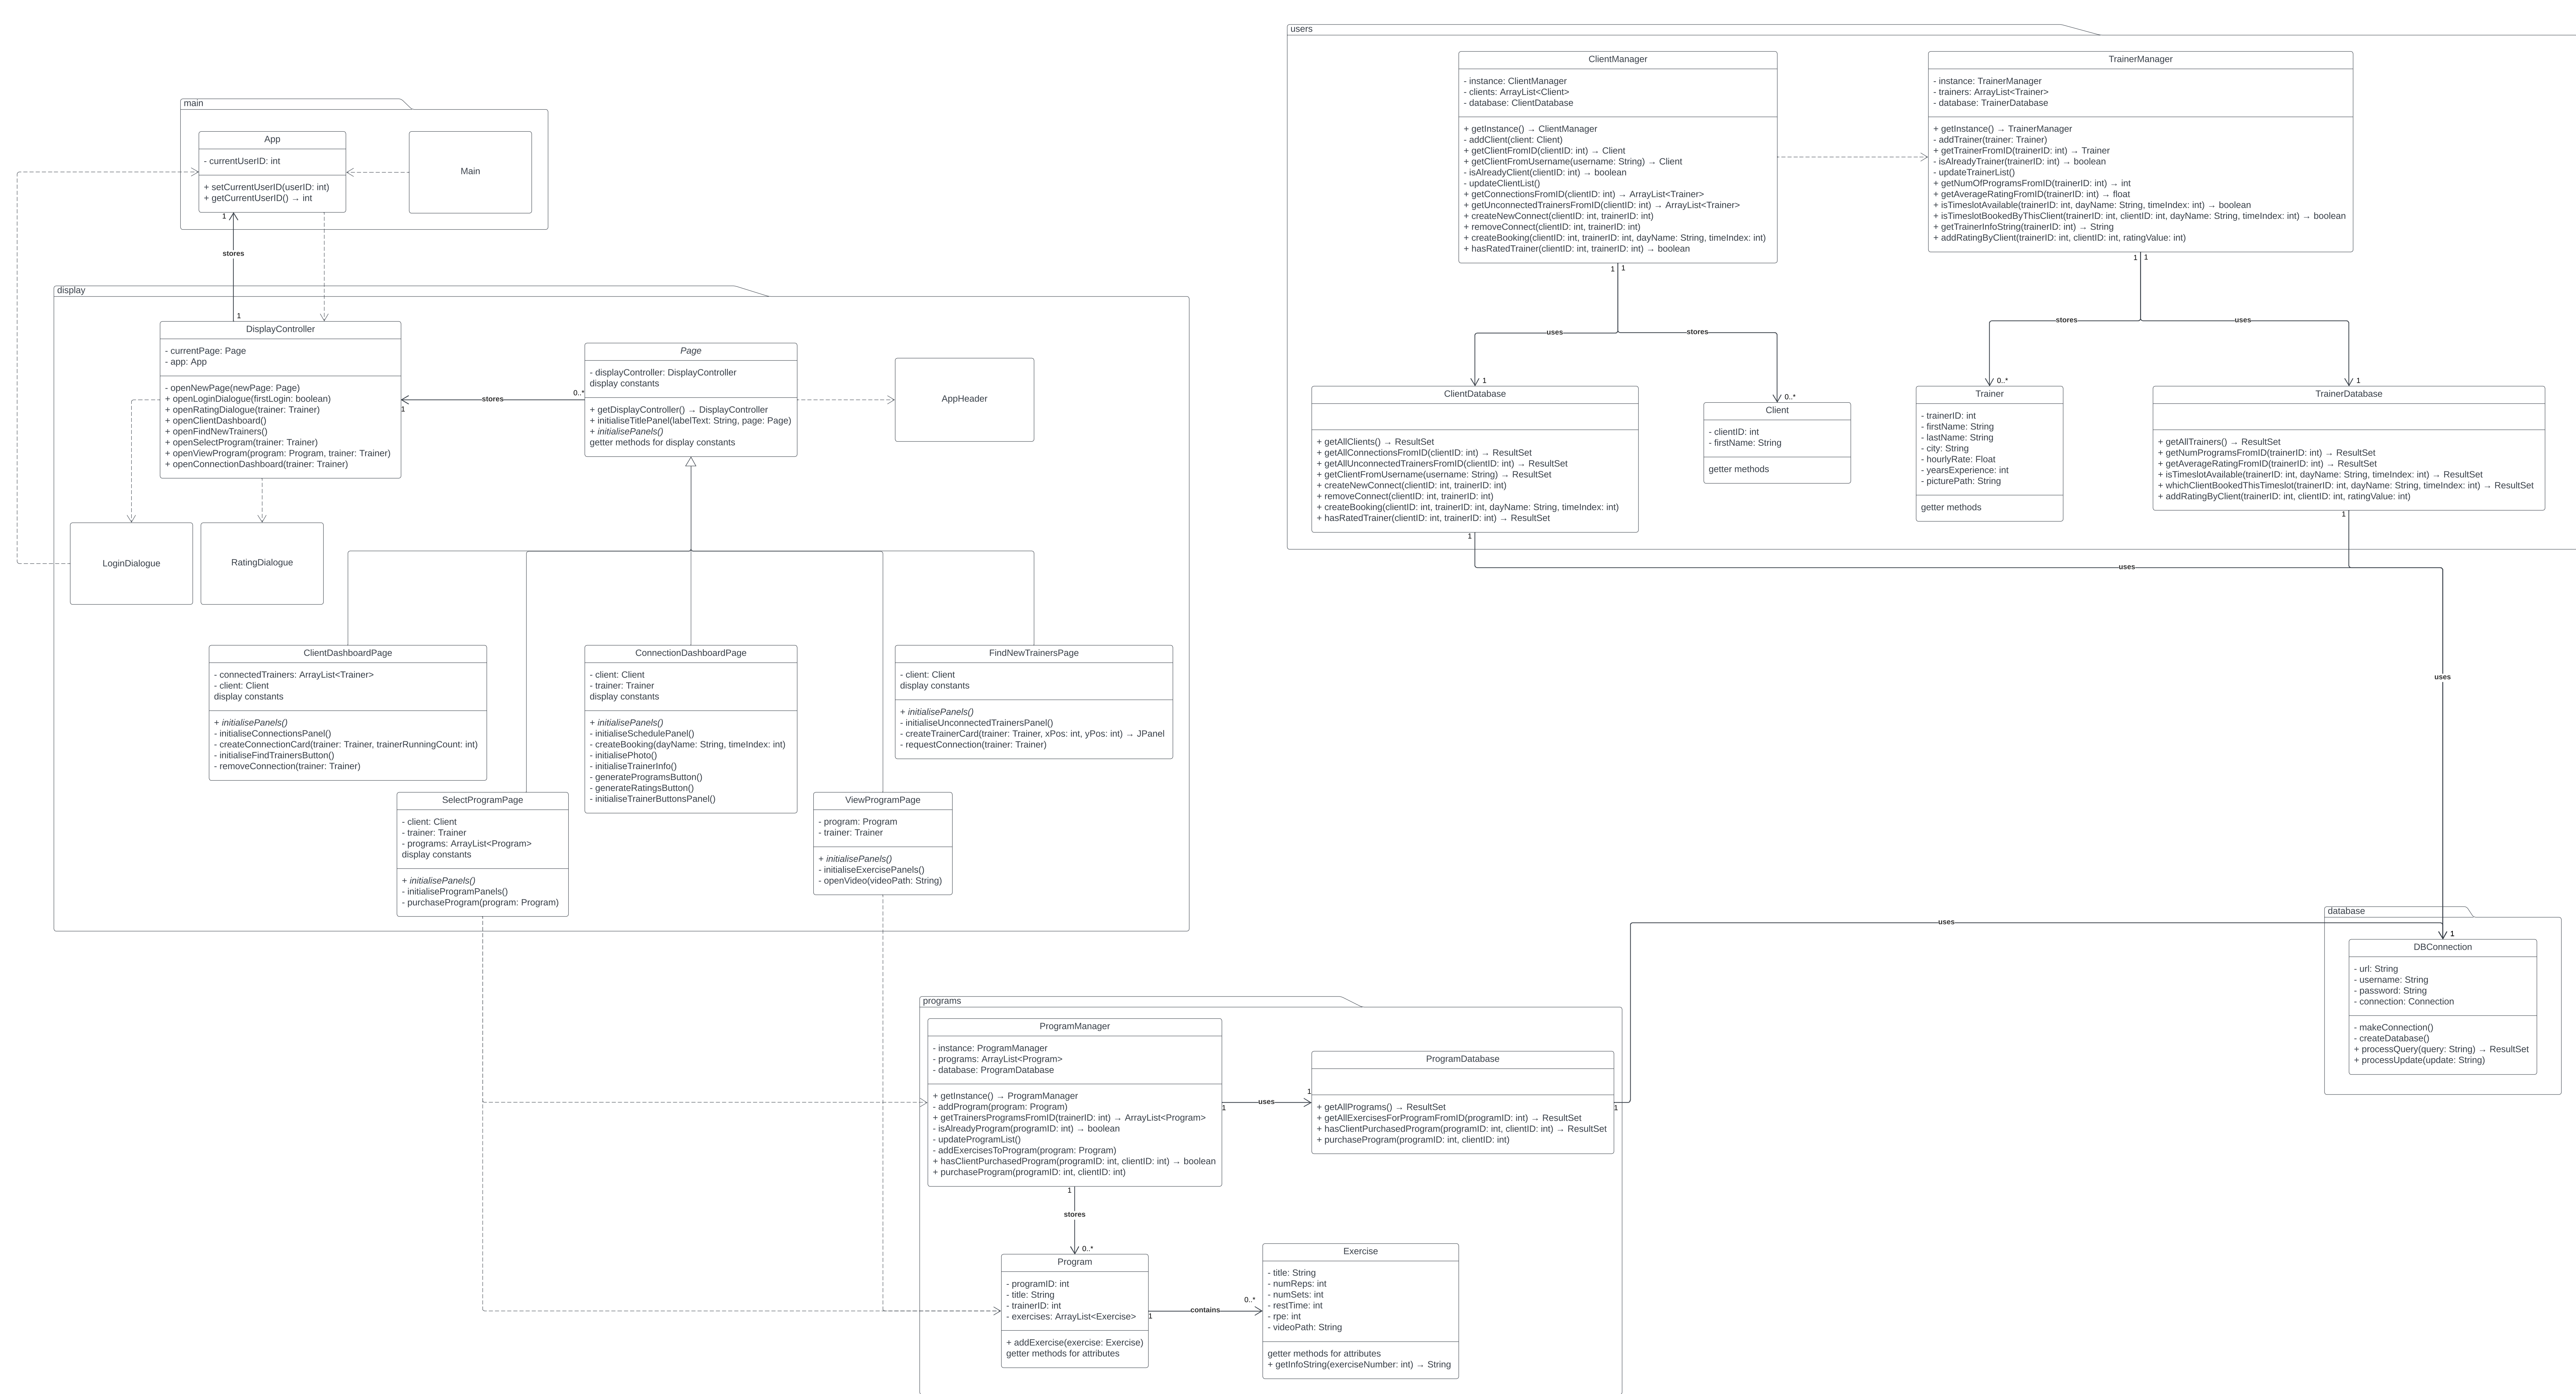 users
ClientManager
- instance: ClientManager
- clients: ArrayList<Client>
- database: ClientDatabase
+ getInstance() → ClientManager
- addClient(client: Client)
+ getClientFromID(clientID: int) → Client
+ getClientFromUsername(username: String) → Client
- isAlreadyClient(clientID: int) → boolean
- updateClientList()
+ getConnectionsFromID(clientID: int) → ArrayList<Trainer>
+ getUnconnectedTrainersFromID(clientID: int) → ArrayList<Trainer>
+ createNewConnect(clientID: int, trainerID: int)
+ removeConnect(clientID: int, trainerID: int)
+ createBooking(clientID: int, trainerID: int, dayName: String, timeIndex: int)
+ hasRatedTrainer(clientID: int, trainerID: int) → boolean
TrainerManager
- instance: TrainerManager
- trainers: ArrayList<Trainer>
- database: TrainerDatabase
+ getInstance() → TrainerManager
- addTrainer(trainer: Trainer)
+ getTrainerFromID(trainerID: int) → Trainer
- isAlreadyTrainer(trainerID: int) → boolean
- updateTrainerList()
+ getNumOfProgramsFromID(trainerID: int) → int
+ getAverageRatingFromID(trainerID: int) → float
+ isTimeslotAvailable(trainerID: int, dayName: String, timeIndex: int) → boolean
+ isTimeslotBookedByThisClient(trainerID: int, clientID: int, dayName: String, timeIndex: int) → boolean
+ getTrainerInfoString(trainerID: int) → String
+ addRatingByClient(trainerID: int, clientID: int, ratingValue: int)
1 1
uses
stores
1
0..*
1 1
stores
uses
0..*
1
ClientDatabase
+ getAllClients() → ResultSet
+ getAllConnectionsFromID(clientID: int) → ResultSet
+ getAllUnconnectedTrainersFromID(clientID: int) → ResultSet
+ getClientFromUsername(username: String) → ResultSet
+ createNewConnect(clientID: int, trainerID: int)
+ removeConnect(clientID: int, trainerID: int)
+ createBooking(clientID: int, trainerID: int, dayName: String, timeIndex: int)
+ hasRatedTrainer(clientID: int, trainerID: int) → ResultSet
1
Client
- clientID: int
- firstName: String
getter methods
Trainer
- trainerID: int
- firstName: String
- lastName: String
- city: String
- hourlyRate: Float
- yearsExperience: int
- picturePath: String
getter methods
TrainerDatabase
+ getAllTrainers() → ResultSet
+ getNumProgramsFromID(trainerID: int) → ResultSet
+ getAverageRatingFromID(trainerID: int) → ResultSet
+ isTimeslotAvailable(trainerID: int, dayName: String, timeIndex: int) → ResultSet
+ whichClientBookedThisTimeslot(trainerID: int, dayName: String, timeIndex: int) → ResultSet
+ addRatingByClient(trainerID: int, clientID: int, ratingValue: int)
1
uses
uses
main
App
- currentUserID: int
+ setCurrentUserID(userID: int)
+ getCurrentUserID() → int
Main
1
stores
1
display
DisplayController
- currentPage: Page
- app: App
- openNewPage(newPage: Page)
+ openLoginDialogue(firstLogin: boolean)
+ openRatingDialogue(trainer: Trainer)
+ openClientDashboard()
+ openFindNewTrainers()
+ openSelectProgram(trainer: Trainer)
+ openViewProgram(program: Program, trainer: Trainer)
+ openConnectionDashboard(trainer: Trainer)
1
stores
0..*
Page
- displayController: DisplayController
display constants
+ getDisplayController() → DisplayController
+ initialiseTitlePanel(labelText: String, page: Page)
+ initialisePanels()
getter methods for display constants
AppHeader
LoginDialogue
RatingDialogue
ClientDashboardPage
- connectedTrainers: ArrayList<Trainer>
- client: Client
display constants
+ initialisePanels()
- initialiseConnectionsPanel()
- createConnectionCard(trainer: Trainer, trainerRunningCount: int)
- initialiseFindTrainersButton()
- removeConnection(trainer: Trainer)
ConnectionDashboardPage
- client: Client
- trainer: Trainer
display constants
+ initialisePanels()
- initialiseSchedulePanel()
- createBooking(dayName: String, timeIndex: int)
- initialisePhoto()
- initialiseTrainerInfo()
- generateProgramsButton()
- generateRatingsButton()
- initialiseTrainerButtonsPanel()
FindNewTrainersPage
- client: Client
display constants
+ initialisePanels()
- initialiseUnconnectedTrainersPanel()
- createTrainerCard(trainer: Trainer, xPos: int, yPos: int) → JPanel
- requestConnection(trainer: Trainer)
SelectProgramPage
- client: Client
- trainer: Trainer
- programs: ArrayList<Program>
display constants
+ initialisePanels()
- initialiseProgramPanels()
- purchaseProgram(program: Program)
ViewProgramPage
- program: Program
- trainer: Trainer
+ initialisePanels()
- initialiseExercisePanels()
- openVideo(videoPath: String)
uses
database
1
DBConnection
- url: String
- username: String
- password: String
- connection: Connection
- makeConnection()
- createDatabase()
+ processQuery(query: String) → ResultSet
+ processUpdate(update: String)
programs
ProgramManager
- instance: ProgramManager
- programs: ArrayList<Program>
- database: ProgramDatabase
+ getInstance() → ProgramManager
- addProgram(program: Program)
+ getTrainersProgramsFromID(trainerID: int) → ArrayList<Program>
- isAlreadyProgram(programID: int) → boolean
- updateProgramList()
- addExercisesToProgram(program: Program)
+ hasClientPurchasedProgram(programID: int, clientID: int) → boolean
+ purchaseProgram(programID: int, clientID: int)
1
uses
1
ProgramDatabase
+ getAllPrograms() → ResultSet
+ getAllExercisesForProgramFromID(programID: int) → ResultSet
+ hasClientPurchasedProgram(programID: int, clientID: int) → ResultSet
+ purchaseProgram(programID: int, clientID: int)
1
1
stores
0..*
Program
- programID: int
- title: String
- trainerID: int
- exercises: ArrayList<Exercise>
+ addExercise(exercise: Exercise)
getter methods for attributes
1
contains
0..*
Exercise
- title: String
- numReps: int
- numSets: int
- restTime: int
- rpe: int
- videoPath: String
getter methods for attributes
+ getInfoString(exerciseNumber: int) → String